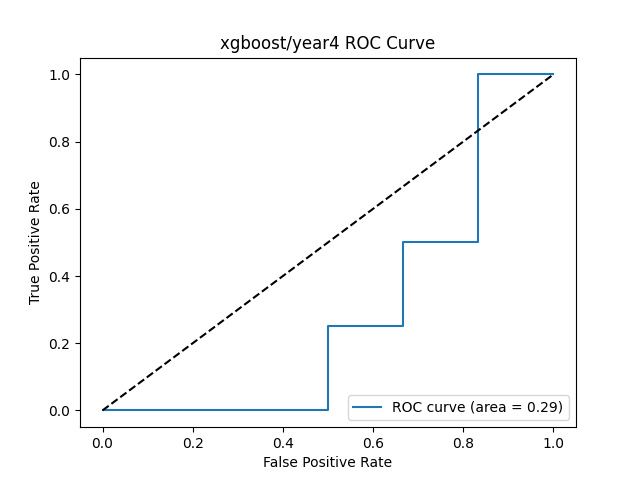 xgboost/year4 ROC Curve
1.0
0.8
0.6
0.4
0.2
0.0
True Positive Rate
ROC curve (area = 0.29)
0.0 0.2 0.4 0.6 0.8 1.0
False Positive Rate